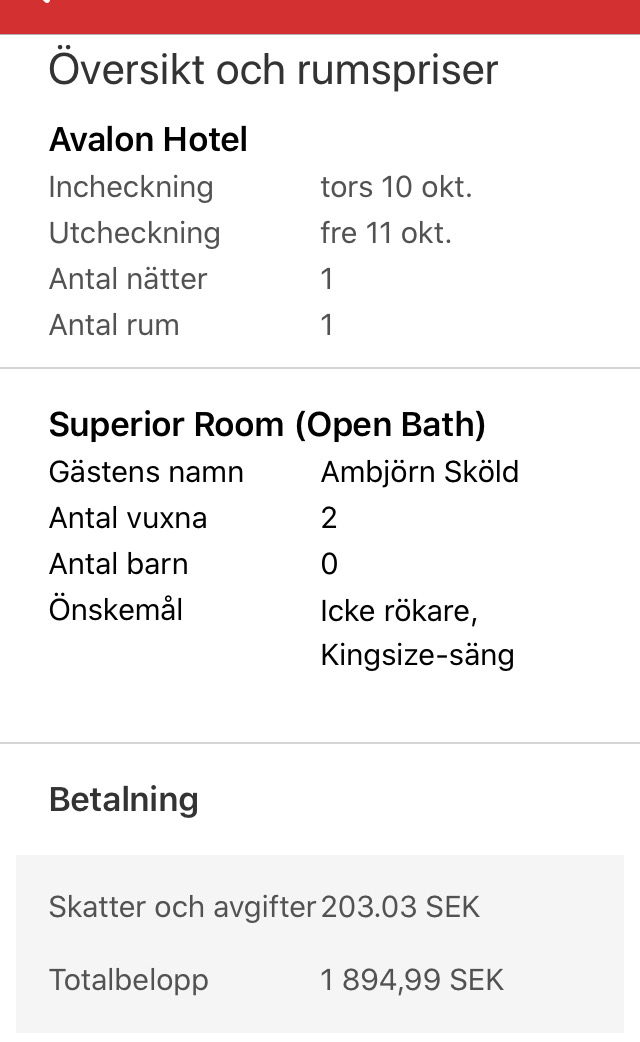 Översikt och rumspriser
Avalon Hotel
Incheckning tors 10 okt.
Utcheckning fre 11 okt.
Antal nätter 1
Antal rum 1
Superior Room (Open Bath)
Gästens namn Ambjörn Sköld
Antal vuxna 2
Antal barn 0
Önskemål Icke rökare,
Kingsize-säng
Betalning
Skatter och avgifter 203.03 SEK
Totalbelopp 1 894,99 SEK